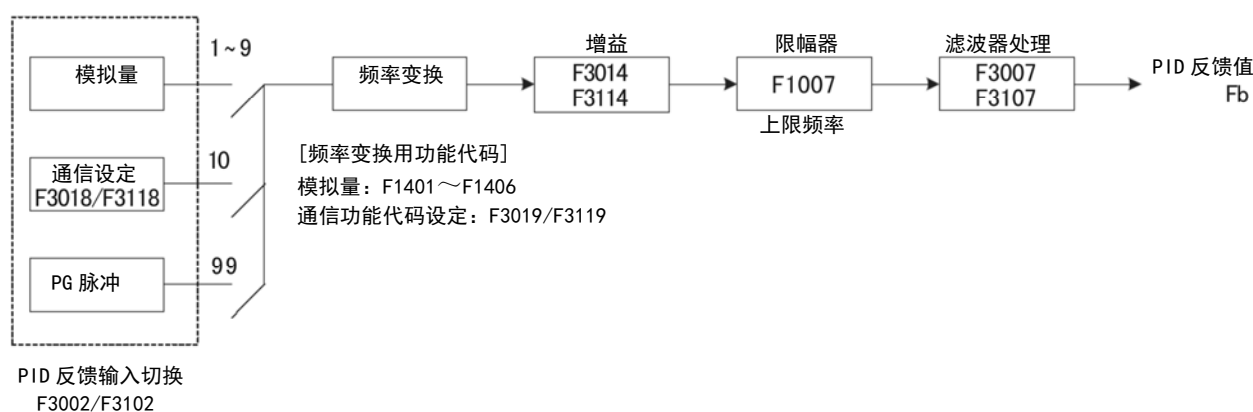 1~9
模拟量
频率变换
增益
F3014
F3114
限幅器
F1007
上限频率
滤波器处理
F3007
F3107
PID 反馈值
Fb
10
通信设定
F3018/F3118
[频率变换用功能代码]
模拟量：F1401～F1406
通信功能代码设定：F3019/F3119
99
PG 脉冲
PID 反馈输入切换
F3002/F3102